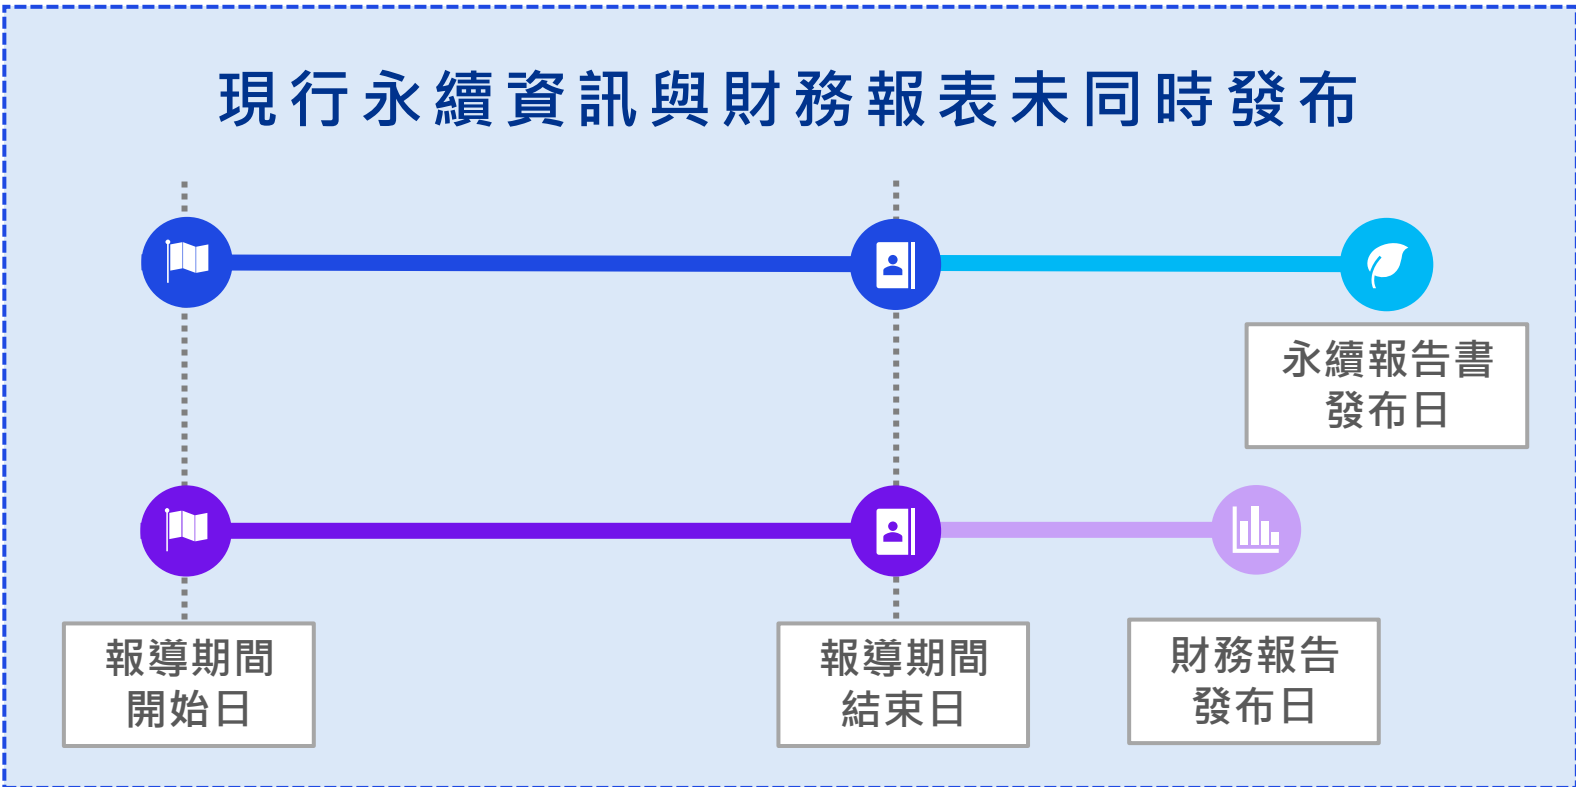 現行永續資訊與財務報表未同時發布
永續報告書
發布日
報導期間
開始日
報導期間
結束日
財務報告
發布日